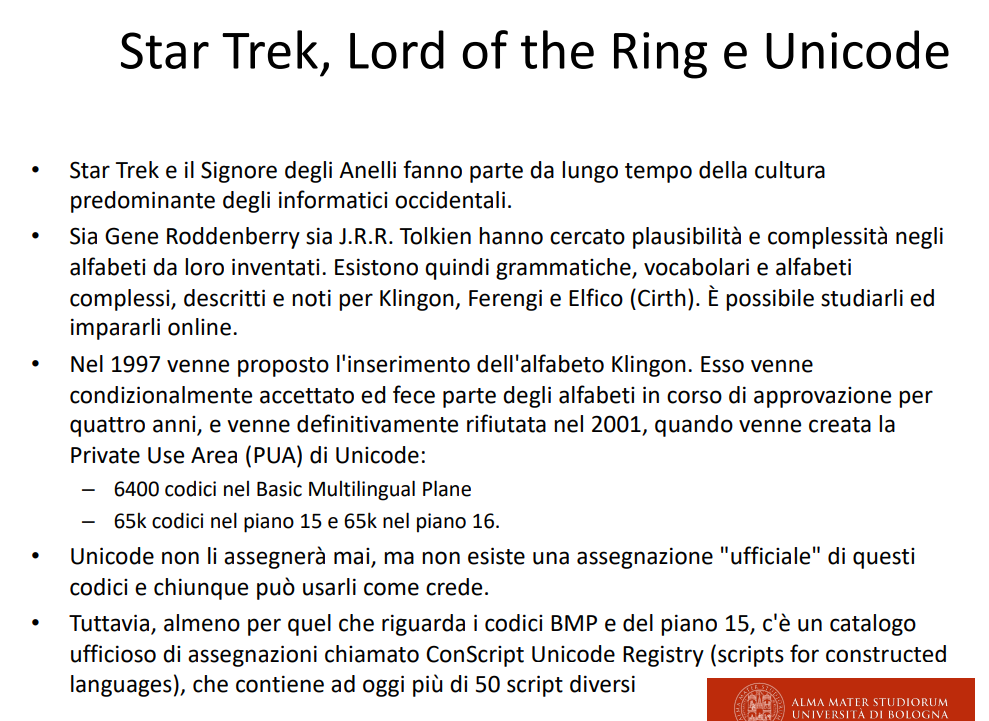 Star Trek, Lord of the Ring e Unicode
• Star Trek e il Signore degli Anelli fanno parte da lungo tempo della cultura
predominante degli informatici occidentali.
• Sia Gene Roddenberry sia J.R.R. Tolkien hanno cercato plausibilità e complessità negli
alfabeti da loro inventati. Esistono quindi grammatiche, vocabolari e alfabeti
complessi, descritti e noti per Klingon, Ferengi e Elfico (Cirth). È possibile studiarli ed
impararli online.
• Nel 1997 venne proposto l'inserimento dell'alfabeto Klingon. Esso venne
condizionalmente accettato ed fece parte degli alfabeti in corso di approvazione per
quattro anni, e venne definitivamente rifiutata nel 2001, quando venne creata la
Private Use Area (PUA) di Unicode:
– 6400 codici nel Basic Multilingual Plane
– 65k codici nel piano 15 e 65k nel piano 16.
• Unicode non li assegnerà mai, ma non esiste una assegnazione "ufficiale" di questi
codici e chiunque può usarli come crede.
• Tuttavia, almeno per quel che riguarda i codici BMP e del piano 15, c'è un catalogo
ufficioso di assegnazioni chiamato ConScript Unicode Registry (scripts for constructed
languages), che contiene ad oggi più di 50 script diversi
ALMA MATER STUDIORUM
UNIVERSITÀ DI BOLOGNA